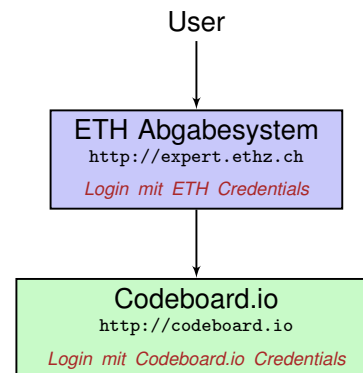 User
ETH Abgabesystem
http://expert.ethz.ch
Login mit ETH Credentials
Codeboard.io
http://codeboard.io
Login mit Codeboard.io Credentials